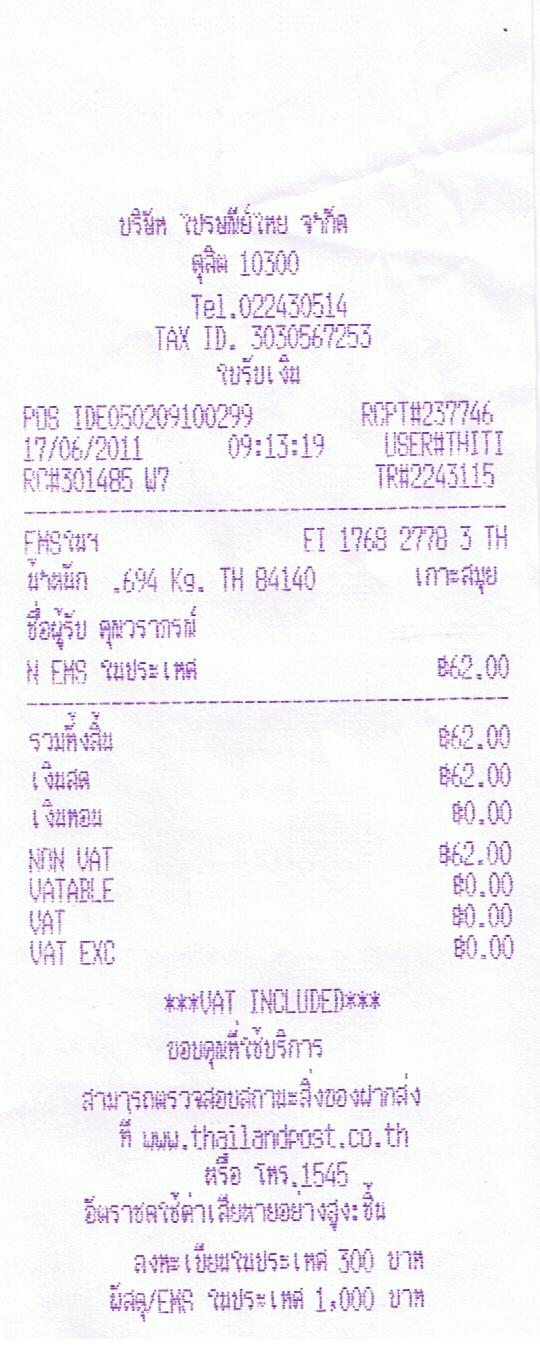 บริษัท ไปรษณีย์ไทย จำกัด
ดุสิต 10300
Tel.022430514
TAX ID. 3030567253
ใบรับเงิน
POS IDE050209100299 RCPT#237746
17/06/2011 09:13:19 USER#THITI
RC#301485 W7 TR#2243115
EMSในฯ EI 1768 2778 3 TH
น้ำหนัก .694 Kg. TH 84140 เกาะสมุย
ชื่อผู้รับ คุณวราภรณ์
N EMS ในประเทศ ฿62.00
รวมทั้งสิ้น ฿62.00
เงินสด ฿62.00
เงินทอน ฿0.00
NON VAT ฿62.00
VATABLE ฿0.00
VAT ฿0.00
VAT EXC ฿0.00
***VAT INCLUDED***
ขอบคุณที่ใช้บริการ
สามารถตรวจสอบสถานะสิ่งของฝากส่ง
ที่ www.thailandpost.co.th
หรือ โทร.1545
อัตราชดใช้ค่าเสียหายอย่างสูง:ชิ้น
ลงทะเบียนในประเทศ 300 บาท
พัสดุ/EMS ในประเทศ 1,000 บาท